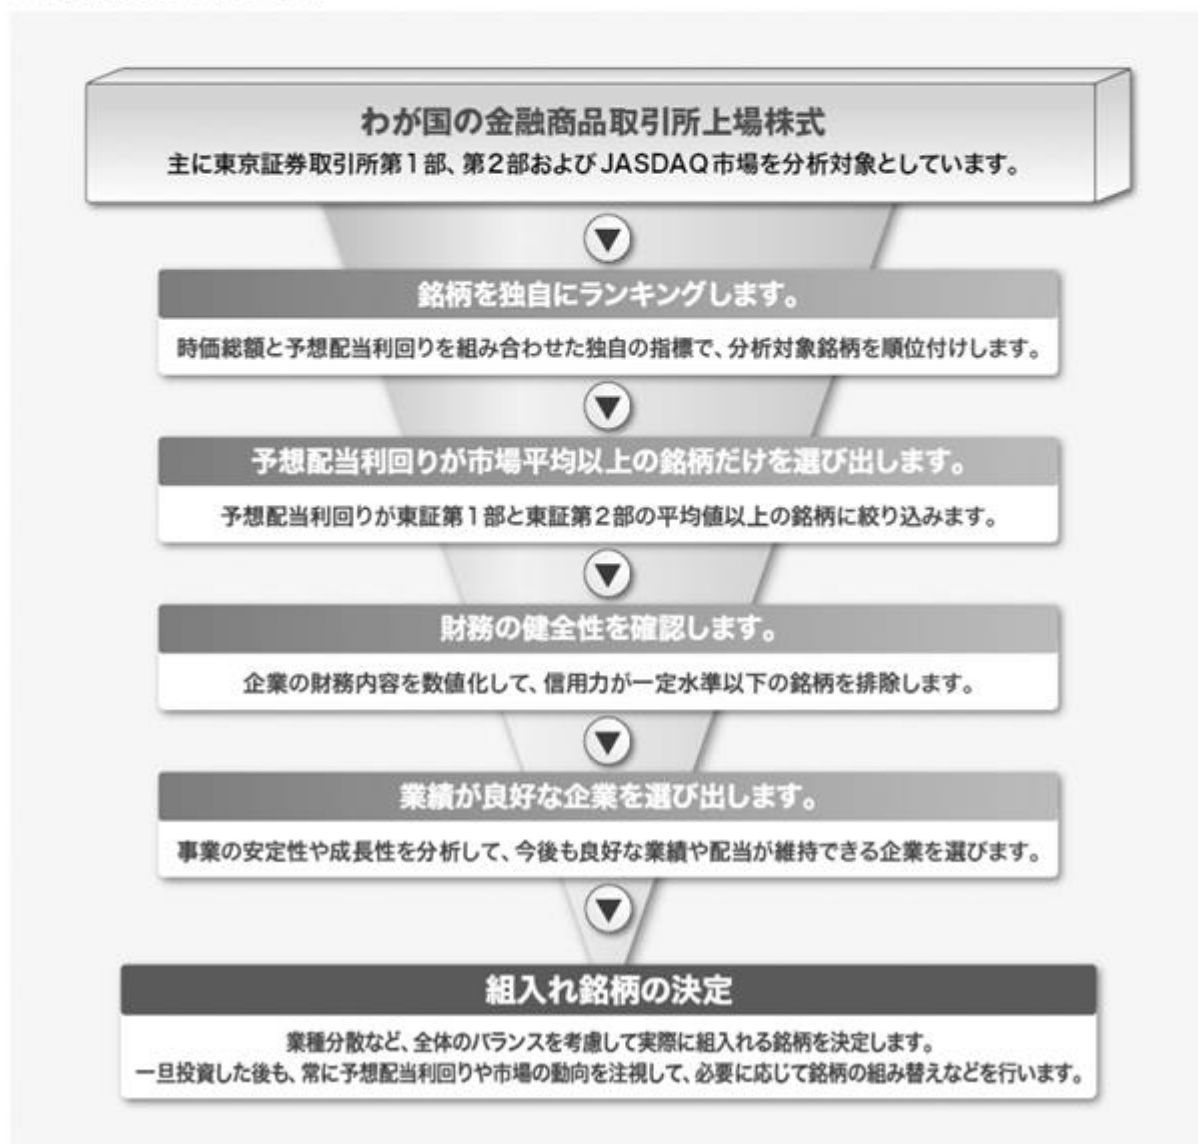 わが国の金融商品取引所上場株式
主に東京証券取引所第1部、第2部およびJASDAQ市場を分析対象としています。
▼
銘柄を独自にランキングします。
時価総額と予想配当利回りを組み合わせた独自の指標で、分析対象銘柄を順位付けします。
▼
予想配当利回りが市場平均以上の銘柄だけを選び出します。
予想配当利回りが東証第1部と東証第2部の平均値以上の銘柄に絞り込みます。
▼
財務の健全性を確認します。
企業の財務内容を数値化して、信用力が一定水準以下の銘柄を排除します。
▼
業績が良好な企業を選び出します。
事業の安定性や成長性を分析して、今後も良好な業績や配当が維持できる企業を選びます。
▼
組入れ銘柄の決定
業種分散など、全体のバランスを考慮して実際に組入れる銘柄を決定します。
一旦投資した後も、常に予想配当利回りや市場の動向を注視して、必要に応じて銘柄の組み替えなどを行います。